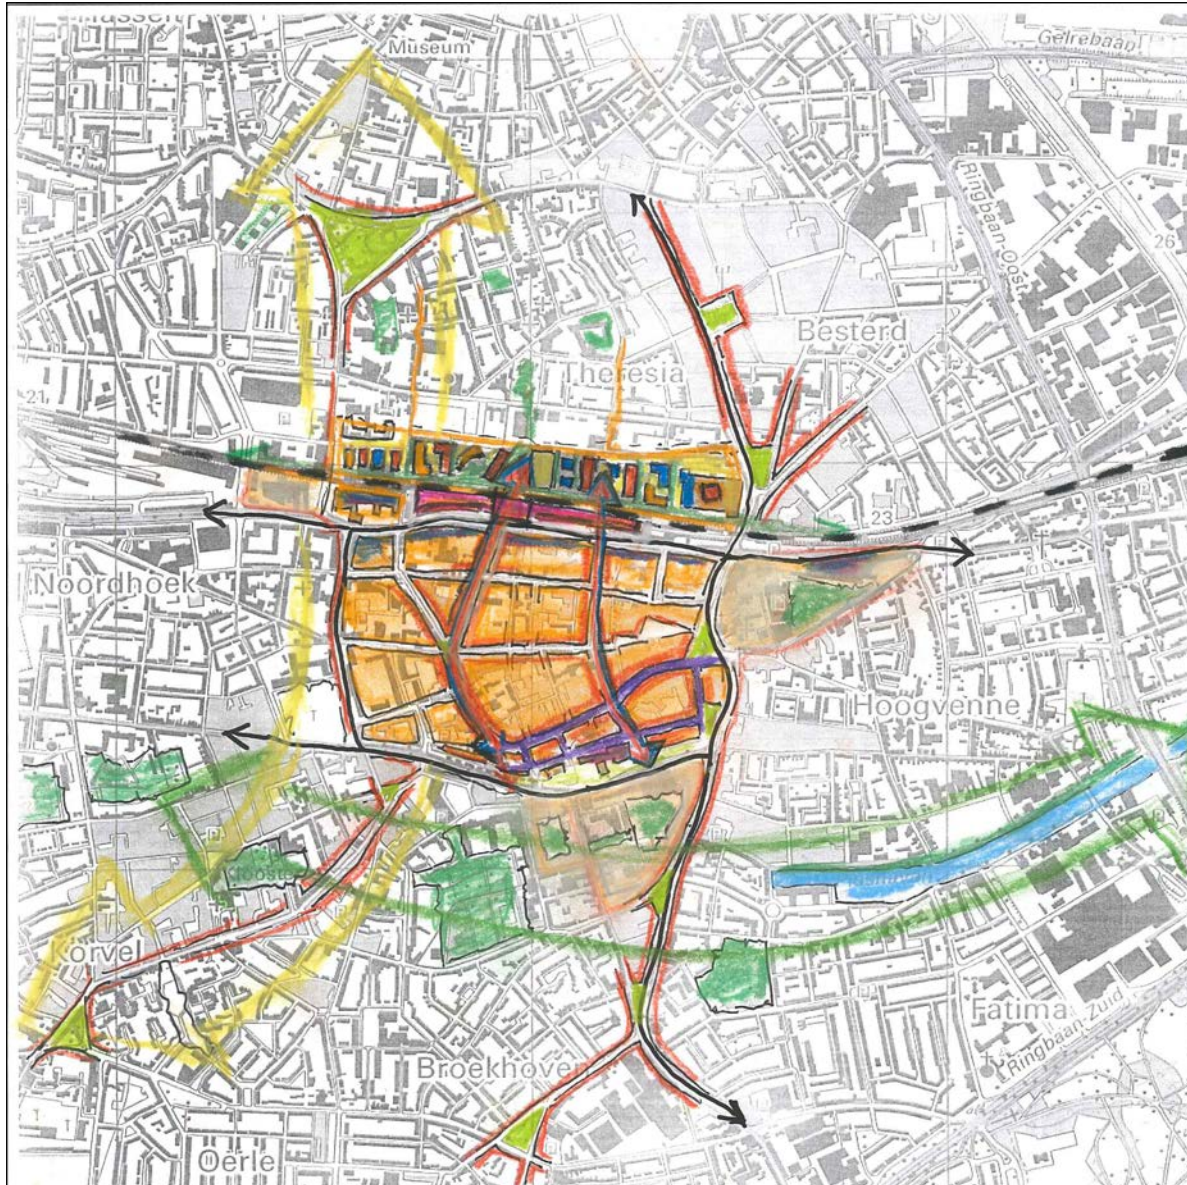 Museum
Gelrebaan
Ringbaan-Oost
26
Besterd
Theresia
21
23
Noordhoek
Hoogvenne
Korvel
Fatima
Ringbaan-Zuid
Broekhoven
Oerle